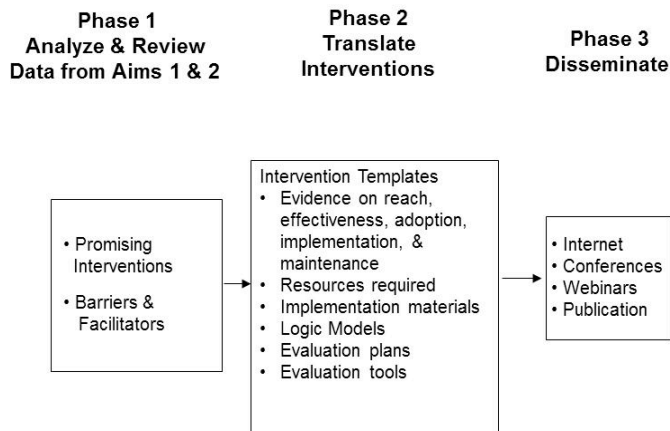 Phase 1
Analyze & Review
Data from Aims 1 & 2
Phase 2
Translate
Interventions
Phase 3
Disseminate
• Promising
Interventions
• Barriers &
Facilitators
Intervention Templates
• Evidence on reach,
effectiveness, adoption,
implementation, &
maintenance
• Resources required
• Implementation materials
• Logic Models
• Evaluation plans
• Evaluation tools
• Internet
• Conferences
• Webinars
• Publication